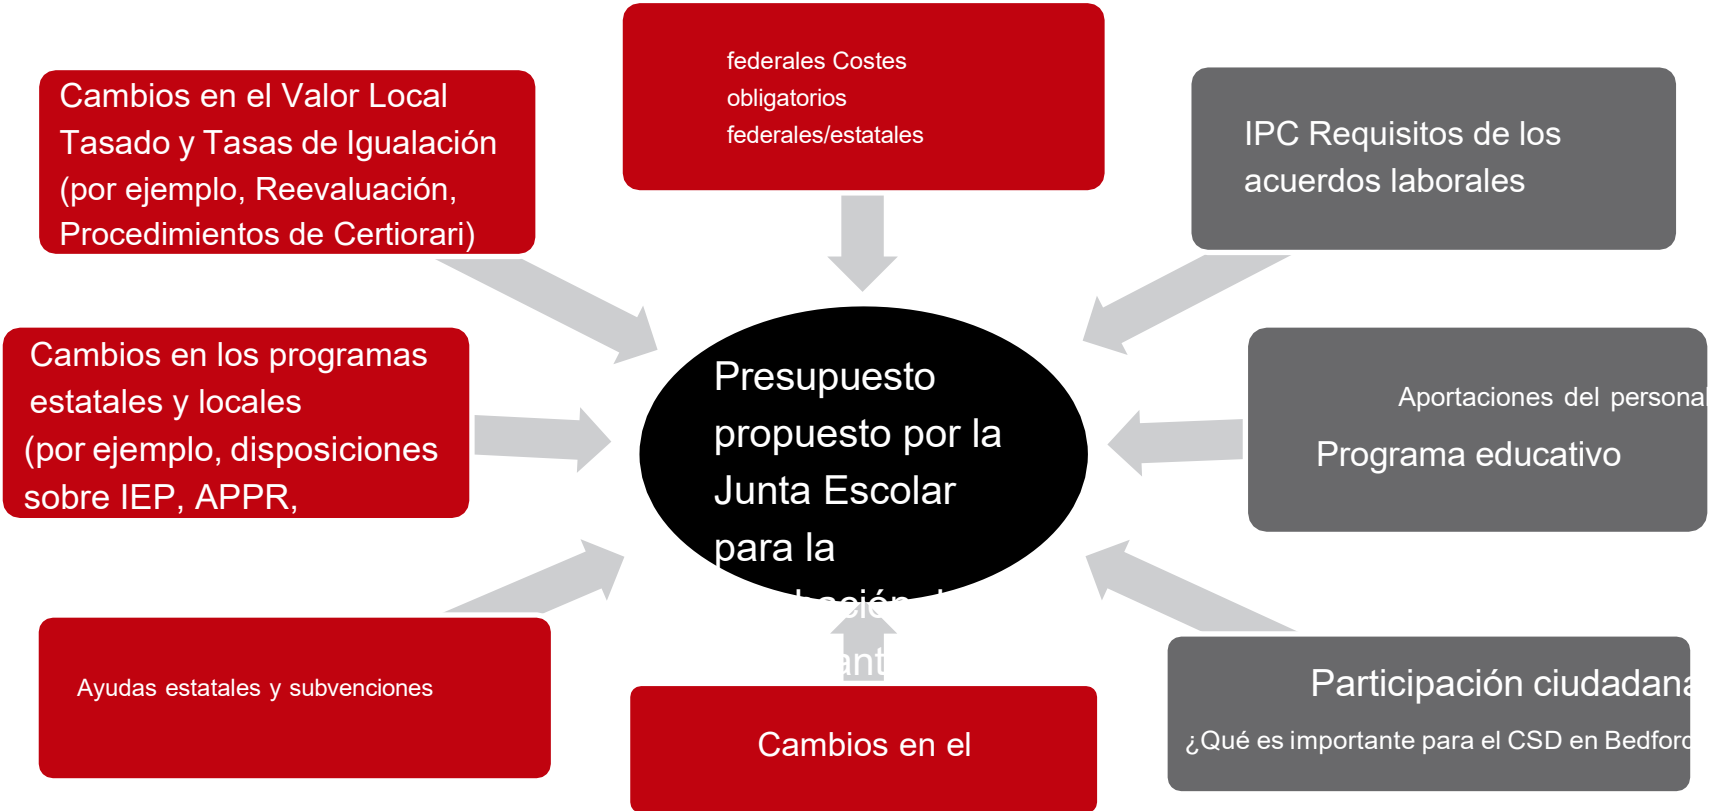 federales Costes
obligatorios
federales/estatales
Cambios en el Valor Local
Tasado y Tasas de Igualación
(por ejemplo, Reevaluación,
Procedimientos de Certiorari)
IPC Requisitos de los
acuerdos laborales
Cambios en los programas
estatales y locales
(por ejemplo, disposiciones
sobre IEP, APPR,
Presupuesto
propuesto por la
Junta Escolar
para la
Aportaciones del personal
Programa educativo
Ayudas estatales y subvenciones
Cambios en el
Participación ciudadana
¿Qué es importante para el CSD en Bedford